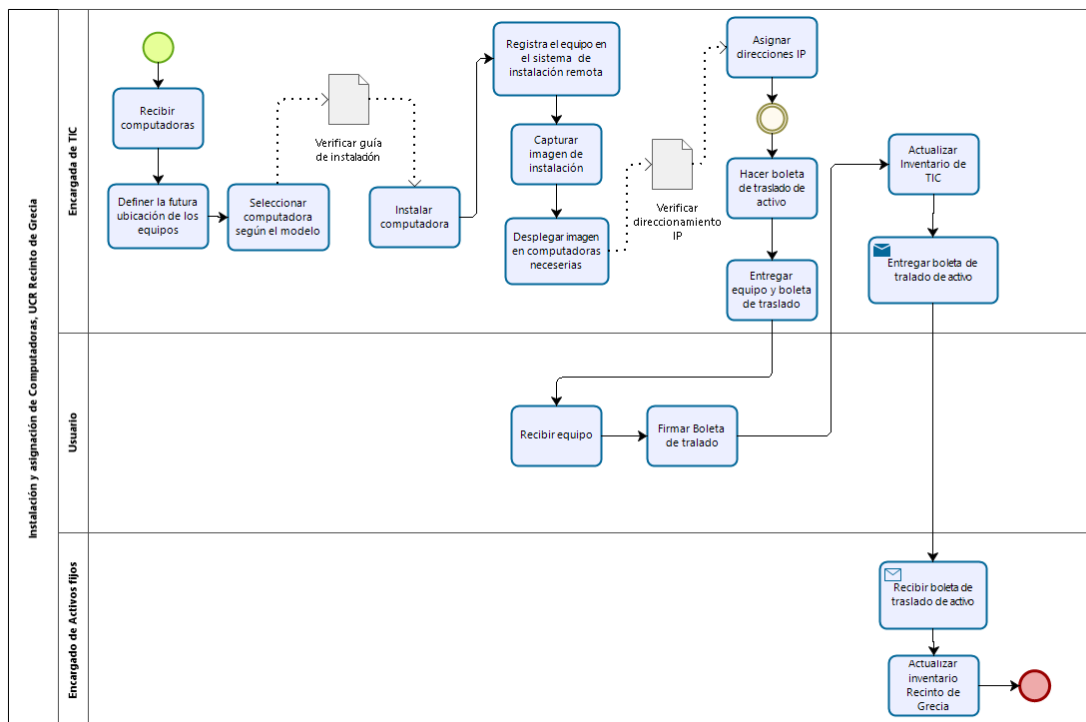 Instalación y asignación de Computadoras, UCR Recinto de Grecia
Encargada de TIC
Recibir
computadoras
Definer la futura
ubicación de los
equipos
Seleccionar
computadora
según el modelo
Verificar guía
de instaladón
Instalar
computadora
Registra el equipo en
el sistema de
instalación remota
Capturar
imagen de
instalación
Desplegar imagen
en computadoras
neceserias
Verificar
direccionamiento
IP
Asignar
direcciones IP
Hacer boleta de
traslado de
activo
Entregar
equipo y boleta
de traslado
Actualizar
Inventario de
TIC
Entregar boleta de
tralado de activo
Usuario
Recibir equipo
Firmar Boleta
de tralado
Encargado de Activos fijos
Recibir boleta de
traslado de activo
Actualizar
inventario
Recinto de
Grecia